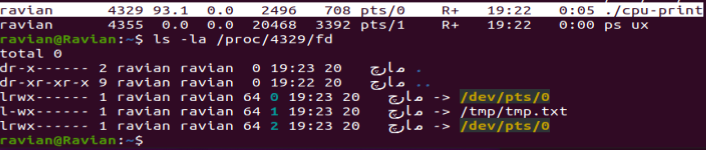 ravian 4329 93.1 0.0 2496 708 pts/0 R+ 19:22 0:05 ./cpu-print
ravian 4355 0.0 0.0 20468 3392 pts/1 R+ 19:22 0:00 ps ux
ravian@Ravian:~$ ls -la /proc/4329/fd
total 0
dr-x------ 2 ravian ravian 0 19:23 20 مارچ .
dr-xr-xr-x 9 ravian ravian 0 19:22 20 مارچ ..
lrwx------ 1 ravian ravian 64 0 19:23 20 مارچ -> /dev/pts/0
l-wx------ 1 ravian ravian 64 1 19:23 20 مارچ -> /tmp/tmp.txt
lrwx------ 1 ravian ravian 64 2 19:23 20 مارچ -> /dev/pts/0
ravian@Ravian:~$